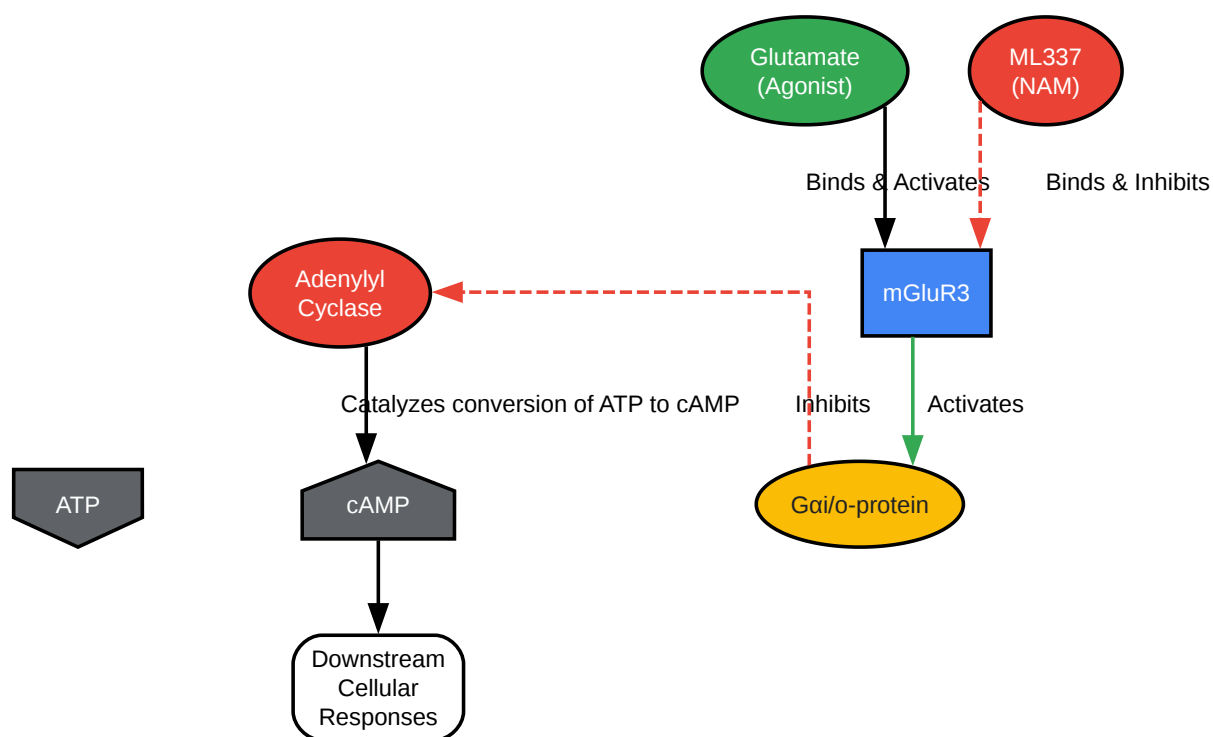 Glutamate
(Agonist)
ML337
(NAM)
Binds & Activates
Binds & Inhibits
Adenylyl
Cyclase
mGluR3
Catalyzes conversion of ATP to cAMP
Inhibits
Activates
ATP
cAMP
Gαi/o-protein
Downstream
Cellular
Responses